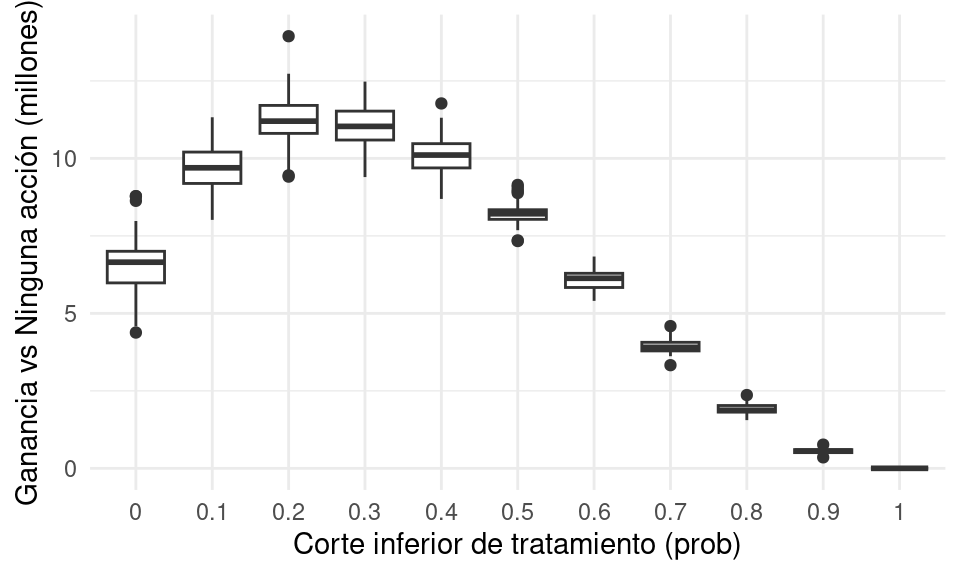 Ganancia vs Ninguna acción (millones)
10
5
0
0 0.1 0.2 0.3 0.4 0.5 0.6 0.7 0.8 0.9 1
Corte inferior de tratamiento (prob)